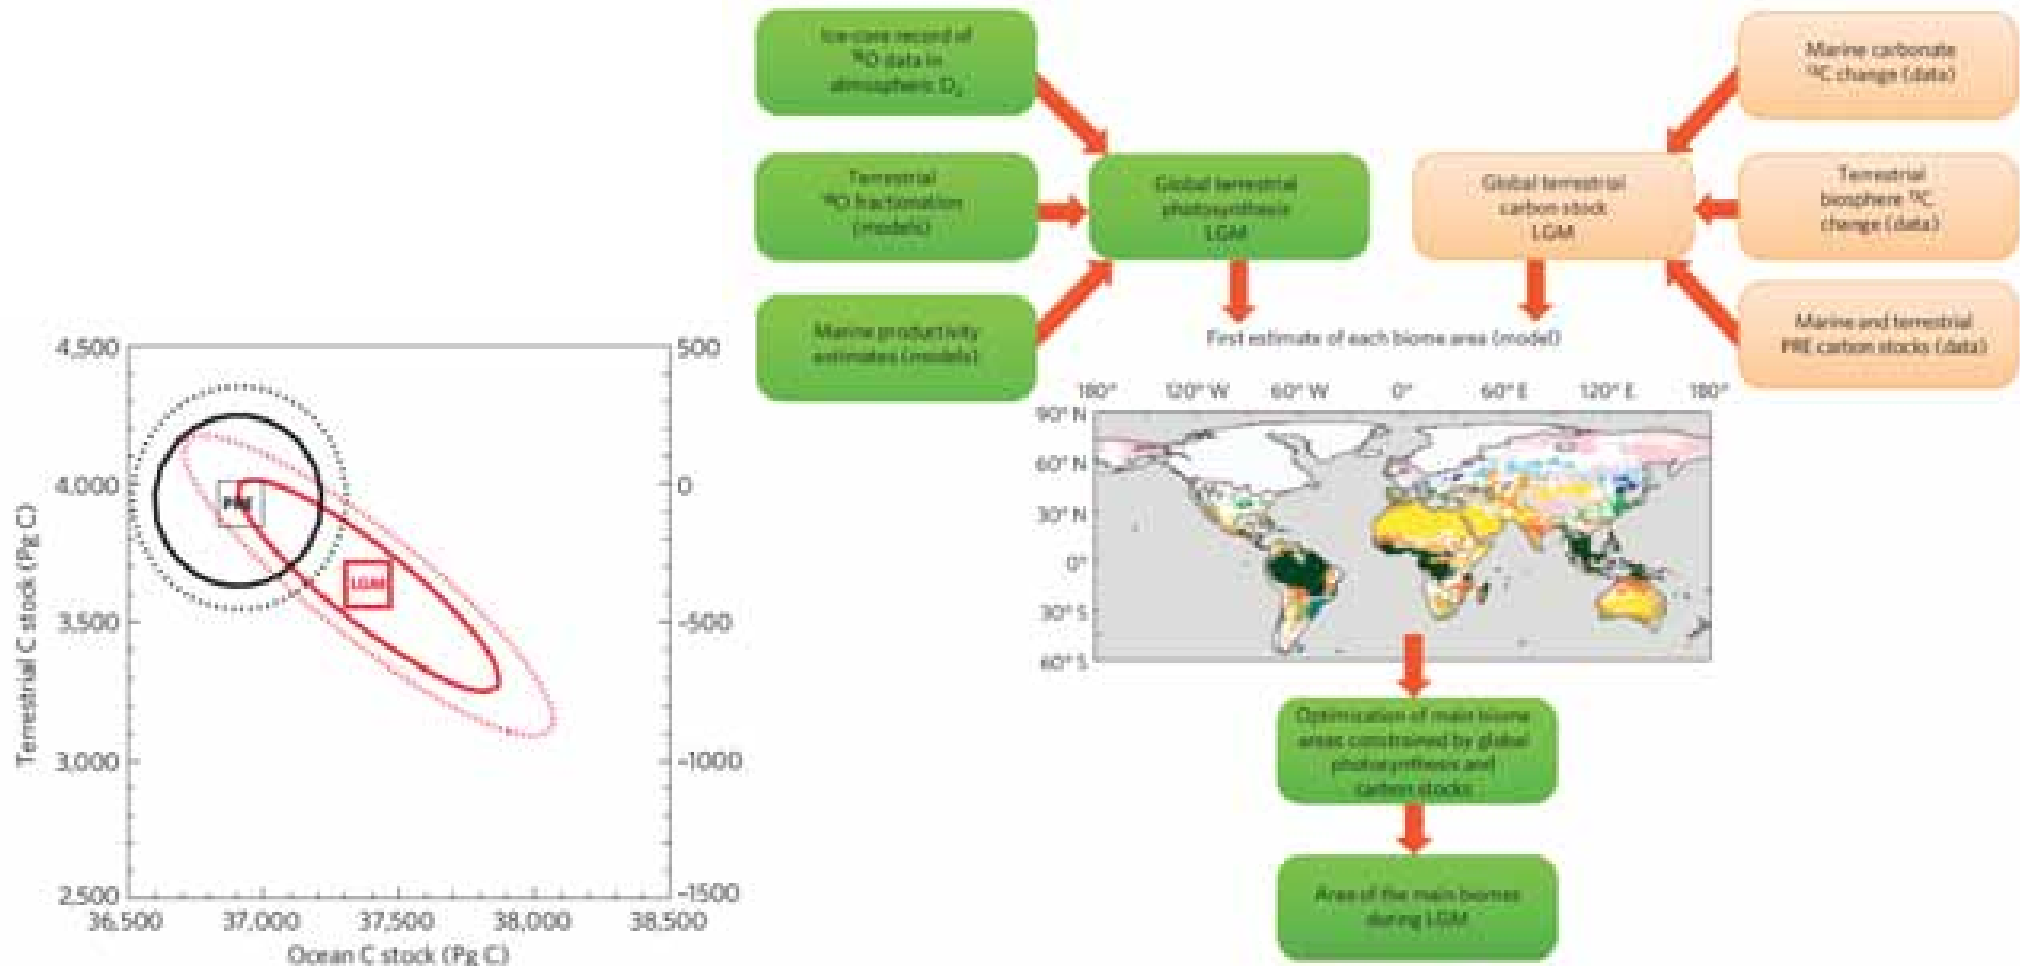 4,500
4,000
3,500
3,000
2,500
500
0
-500
-1000
-1500
36,500
37,000
37,500
38,000
38,500
Terrestrial C stock (Pg C)
Ocean C stock (Pg C)
PRE
LGM
Ice-core record of
¹⁸O data in
atmospheric O₂
Terrestrial
¹⁸O fractionation
(models)
Marine productivity
estimates (models)
Global terrestrial
photosynthesis
LGM
Global terrestrial
carbon stock
LGM
Marine carbonate
¹³C change (data)
Terrestrial
biosphere ¹³C
change (data)
Marine and terrestrial
PRE carbon stocks (data)
First estimate of each biome area (model)
180°
120° W
60° W
0°
60° E
120° E
180°
90° N
60° N
30° N
0°
30° S
60° S
Optimization of main biome
areas constrained by global
photosynthesis and
carbon stocks
Area of the main biomes
during LGM